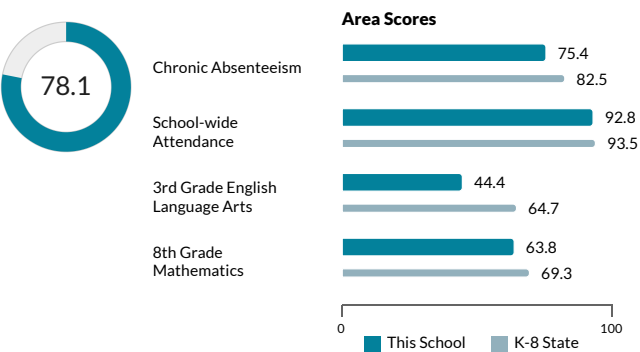 78.1
Area Scores
Chronic Absenteeism
75.4
82.5
School-wide
Attendance
92.8
93.5
3rd Grade English
Language Arts
44.4
64.7
8th Grade
Mathematics
63.8
69.3
0
100
This School
K-8 State